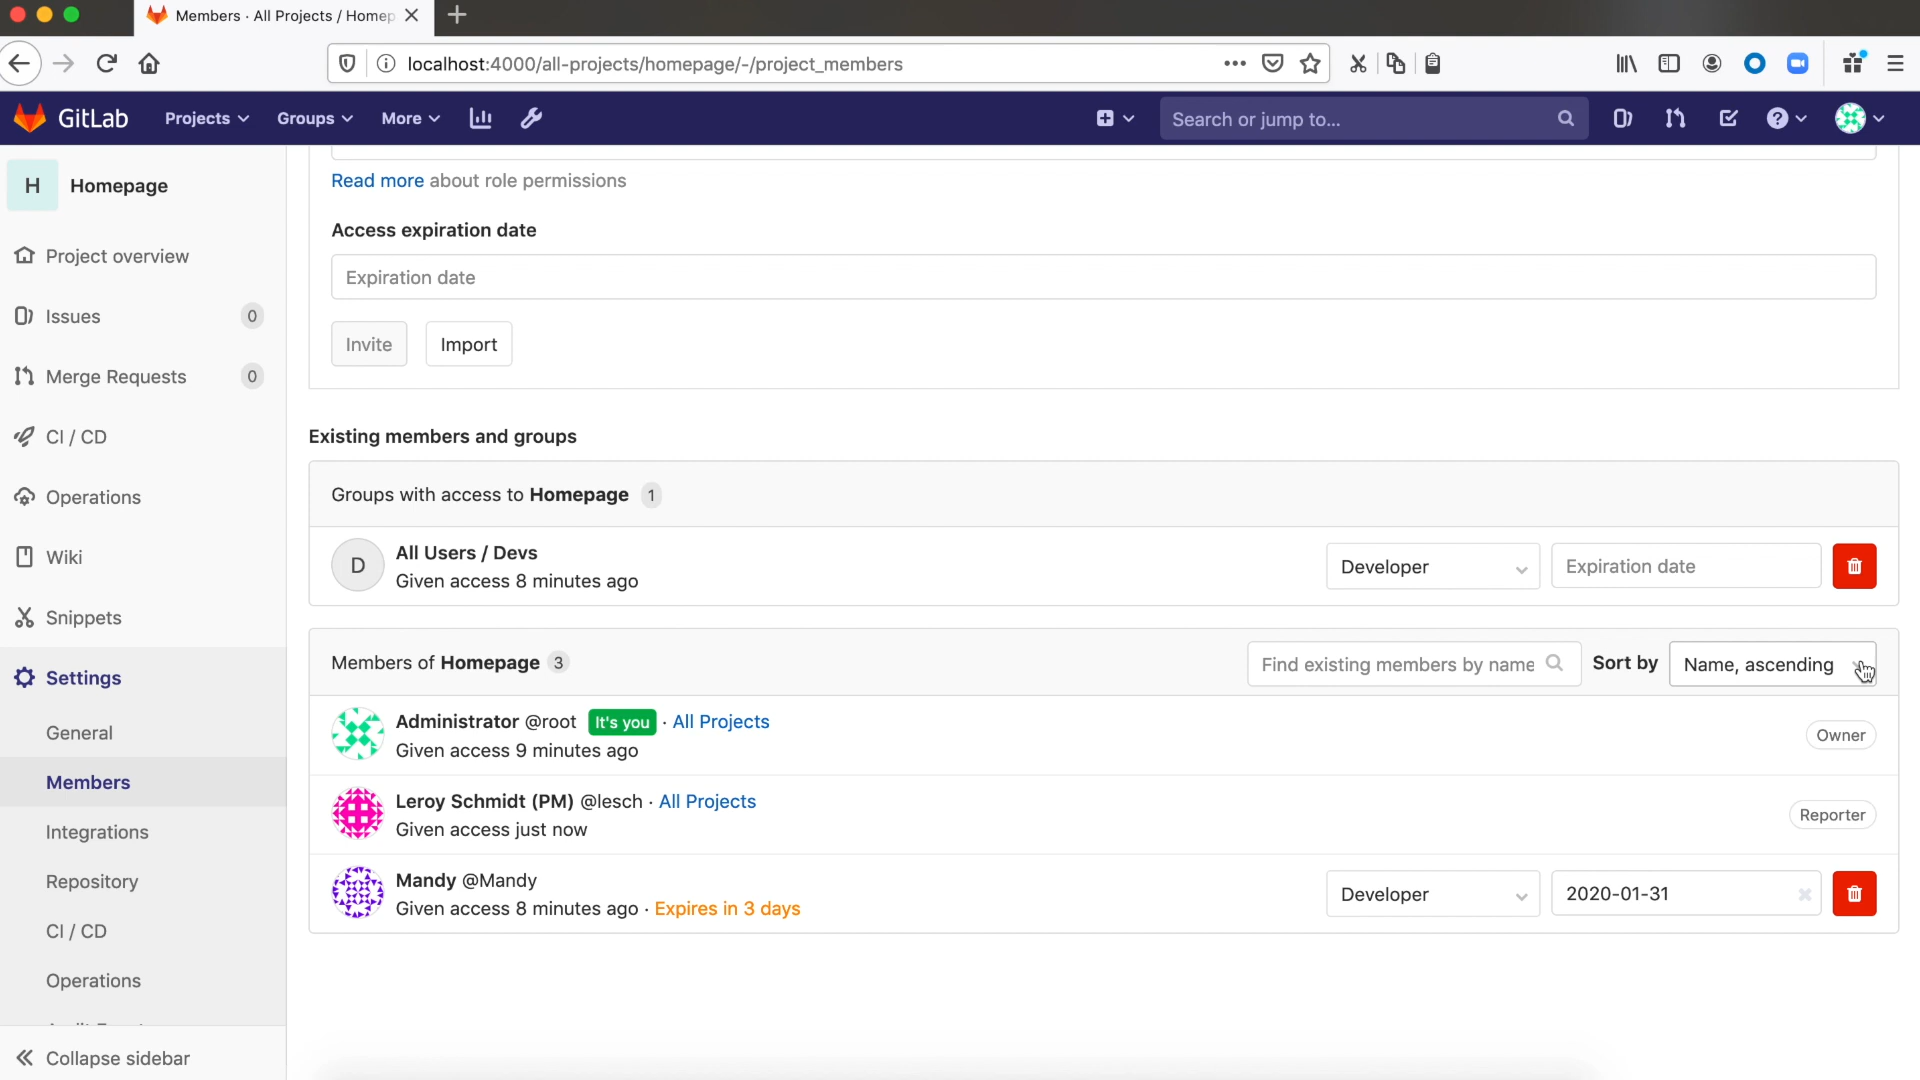 Members · All Projects / Homep
localhost:4000/all-projects/homepage/-/project_members
GitLab
Projects
Groups
More
Search or jump to...
H
Homepage
Project overview
Issues
0
Merge Requests
0
CI / CD
Operations
Wiki
Snippets
Settings
General
Members
Integrations
Repository
CI / CD
Operations
Collapse sidebar
Read more about role permissions
Access expiration date
Expiration date
Invite
Import
Existing members and groups
Groups with access to Homepage 1
D
All Users / Devs
Given access 8 minutes ago
Developer
Expiration date
Members of Homepage 3
Find existing members by name
Sort by
Name, ascending
Administrator @root It's you · All Projects
Given access 9 minutes ago
Owner
Leroy Schmidt (PM) @lesch · All Projects
Given access just now
Reporter
Mandy @Mandy
Given access 8 minutes ago · Expires in 3 days
Developer
2020-01-31